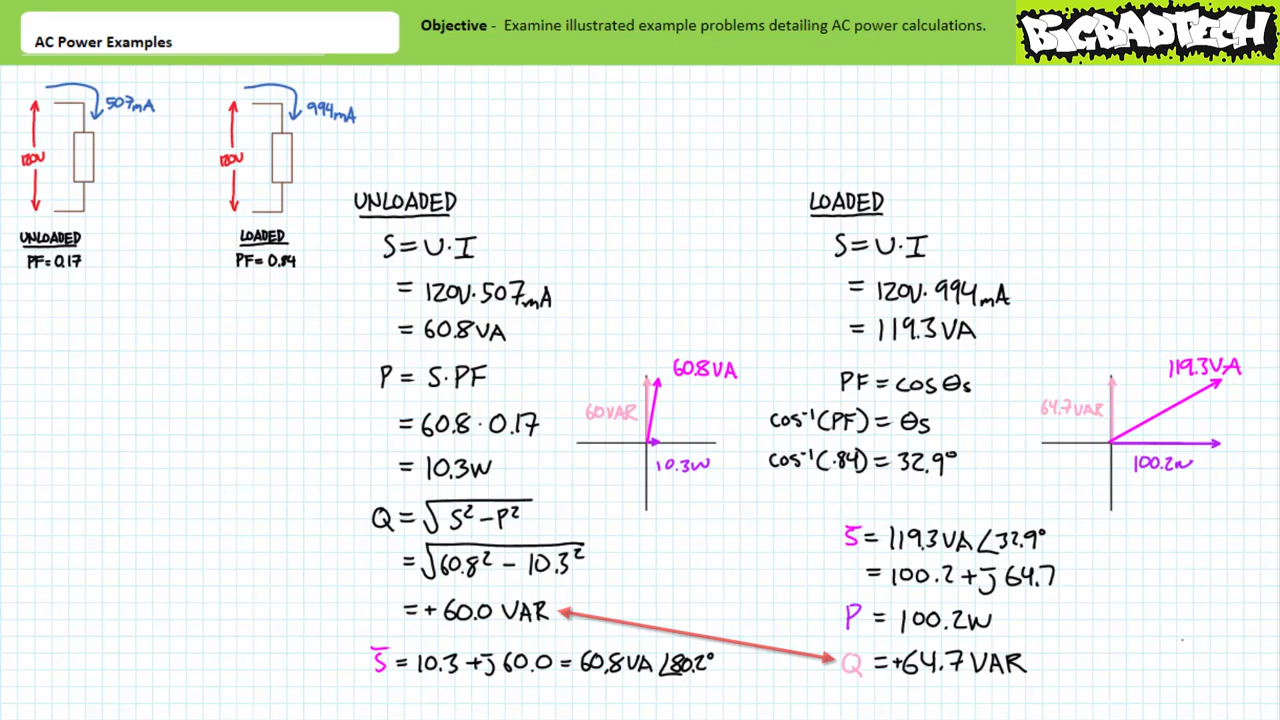 AC Power Examples
Objective - Examine illustrated example problems detailing AC power calculations.
BIGBADTECH
507mA
120V
UNLOADED
PF=0.17
994mA
120V
LOADED
PF=0.84
UNLOADED
S=U·I
= 120V·507mA
= 60.8VA
P = S·PF
= 60.8·0.17
= 10.3W
Q = √S²-P²
= √60.8² - 10.3²
= + 60.0 VAR
S̄ = 10.3 + j60.0 = 60.8VA ∠80.2°
60.8VA
60VAR
10.3W
LOADED
S=U·I
= 120V·994mA
= 119.3VA
PF = cosθs
cos⁻¹(PF) = θs
cos⁻¹(.84) = 32.9°
S̄ = 119.3VA ∠32.9°
= 100.2 + j64.7
P = 100.2W
Q = +64.7 VAR
119.3VA
64.7VAR
100.2W